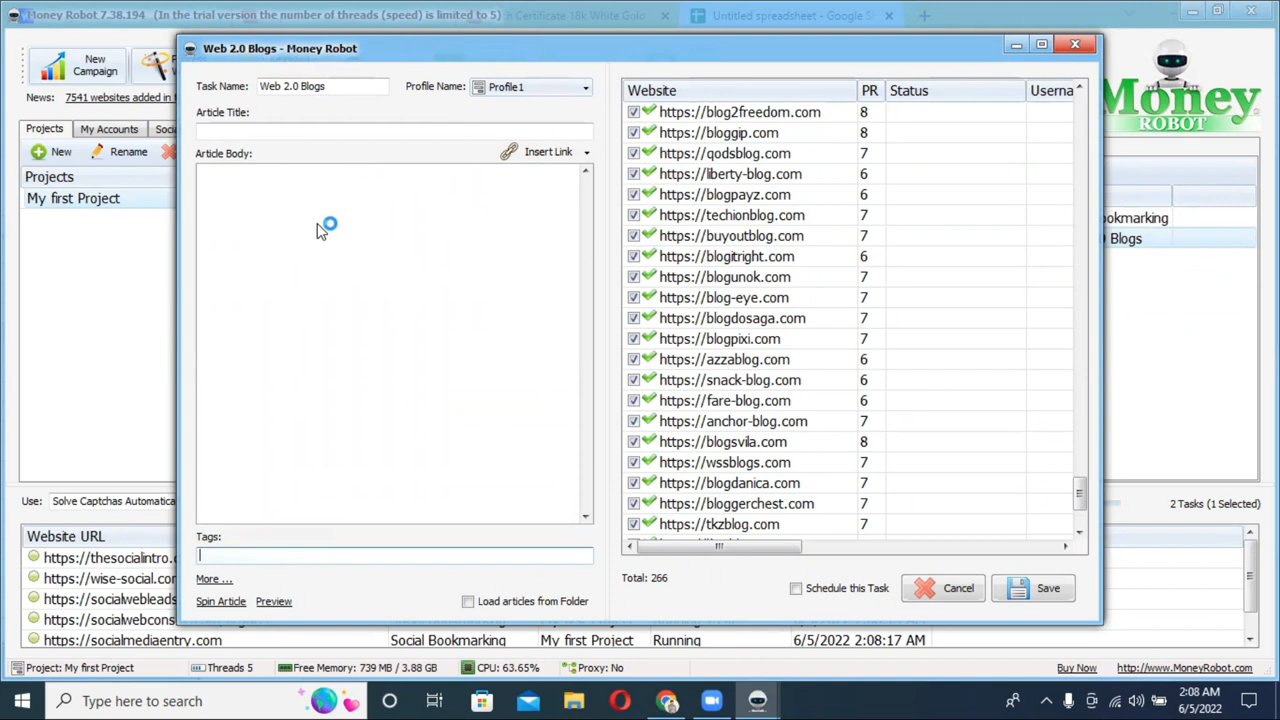 Money Robot 7.38.194 (In the trial version the number of threads (speed) is limited to 5)
h Certificate 18k White Gold
Untitled spreadsheet - Google S
New
Campaign
News:
7541 websites added in
Projects
My Accounts
New
Rename
Projects
My first Project
Web 2.0 Blogs - Money Robot
Task Name:
Web 2.0 Blogs
Profile Name:
Profile1
Article Title:
Article Body:
Insert Link
Tags:
More ...
Spin Article
Preview
Load articles from Folder
Website PR Status Userna
https://blog2freedom.com 8
https://bloggip.com 8
https://qodsblog.com 7
https://liberty-blog.com 6
https://blogpayz.com 6
https://techionblog.com 7
https://buyoutblog.com 7
https://blogitright.com 6
https://blogunok.com 7
https://blog-eye.com 7
https://blogdosaga.com 7
https://blogpixi.com 7
https://azzablog.com 6
https://snack-blog.com 6
https://fare-blog.com 6
https://anchor-blog.com 7
https://blogsvila.com 8
https://wssblogs.com 7
https://blogdanica.com 7
https://bloggerchest.com 7
https://tkzblog.com 7
Total: 266
Schedule this Task
Cancel
Save
Money
ROBOT
ookmarking
Blogs
Use:
Solve Captchas Automatica
2 Tasks (1 Selected)
Website URL
https://thesocialintro.c
https://wise-social.com
https://socialwebleads
https://socialwebcons
https://socialmediaentry.com Social Bookmarking My first Project Running 6/5/2022 2:08:17 AM
Project: My first Project
Threads 5
Free Memory: 739 MB / 3.88 GB
CPU: 63.65%
Proxy: No
Buy Now
http://www.MoneyRobot.com
Type here to search
2:08 AM
6/5/2022